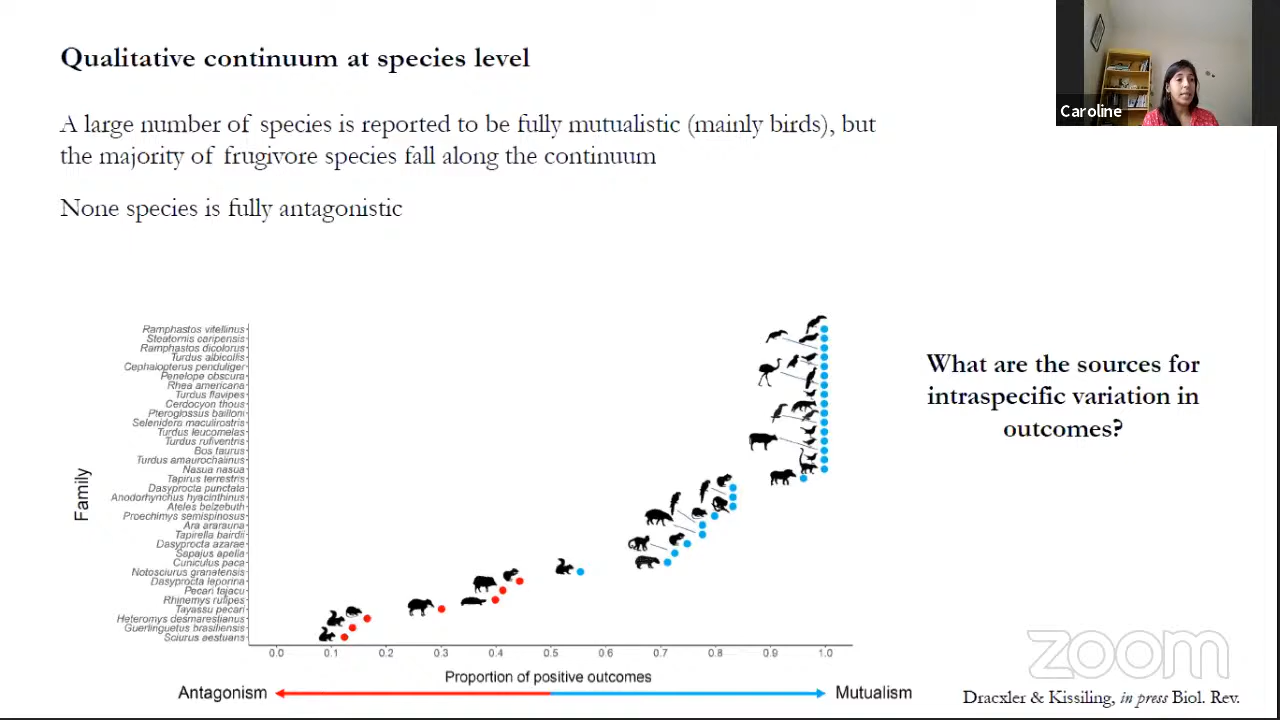 Qualitative continuum at species level
Caroline
A large number of species is reported to be fully mutualistic (mainly birds), but
the majority of frugivore species fall along the continuum
None species is fully antagonistic
Ramphastos vitellinus
Steatornis caripensis
Ramphastos dicolorus
Turdus albicollis
Cephalopterus penduliger
Penelope obscura
Rhea americana
Turdus flavipes
Cerdocyon thous
Pteroglossus bailloni
Selenidera maculirostris
Turdus leucomelas
Turdus rufiventris
Bos taurus
Turdus amaurochalinus
Nasua nasua
Tapirus terrestris
Dasyprocta punctata
Anodorhynchus hyacinthinus
Ateles belzebuth
Proechimys semispinosus
Ara ararauna
Tapirella bairdii
Dasyprocta azarae
Sapajus apella
Cuniculus paca
Notosciurus granatensis
Dasyprocta leporina
Pecari tajacu
Rhinemys rufipes
Tayassu pecari
Heteromys desmarestianus
Guerlinguetus brasiliensis
Sciurus aestuans
Family
0.0 0.1 0.2 0.3 0.4 0.5 0.6 0.7 0.8 0.9 1.0
Proportion of positive outcomes
Antagonism Mutualism
What are the sources for
intraspecific variation in
outcomes?
zoom
Dracxler & Kissiling, in press Biol. Rev.